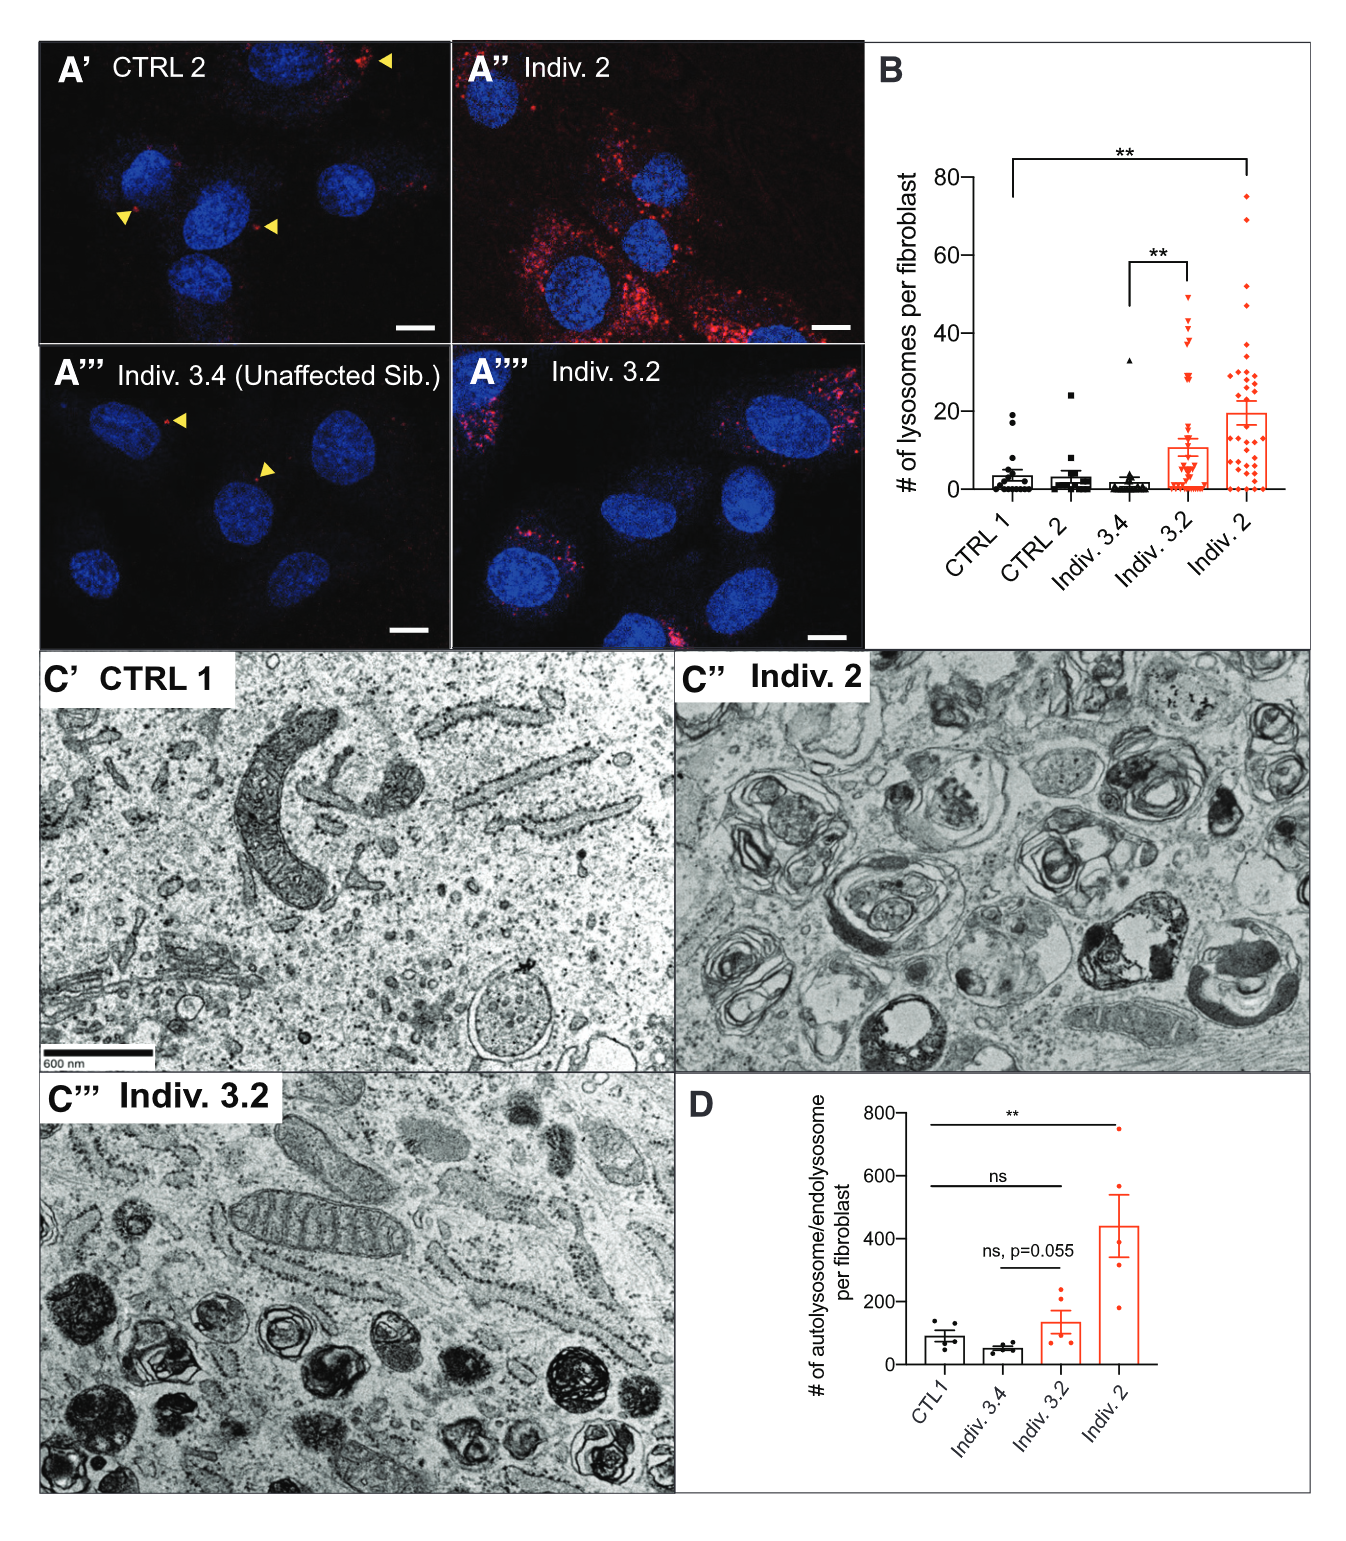 A’ CTRL 2
A’’ Indiv. 2
A’’’ Indiv. 3.4 (Unaffected Sib.)
A’’’’ Indiv. 3.2
B
# of lysosomes per fibroblast
80
60
40
20
0
**
**
CTRL 1
CTRL 2
Indiv. 3.4
Indiv. 3.2
Indiv. 2
C’ CTRL 1
600 nm
C’’ Indiv. 2
C’’’ Indiv. 3.2
D
# of autolysosome/endolysosome
per fibroblast
800
600
400
200
0
**
ns
ns, p=0.055
CTL1
Indiv. 3.4
Indiv. 3.2
Indiv. 2